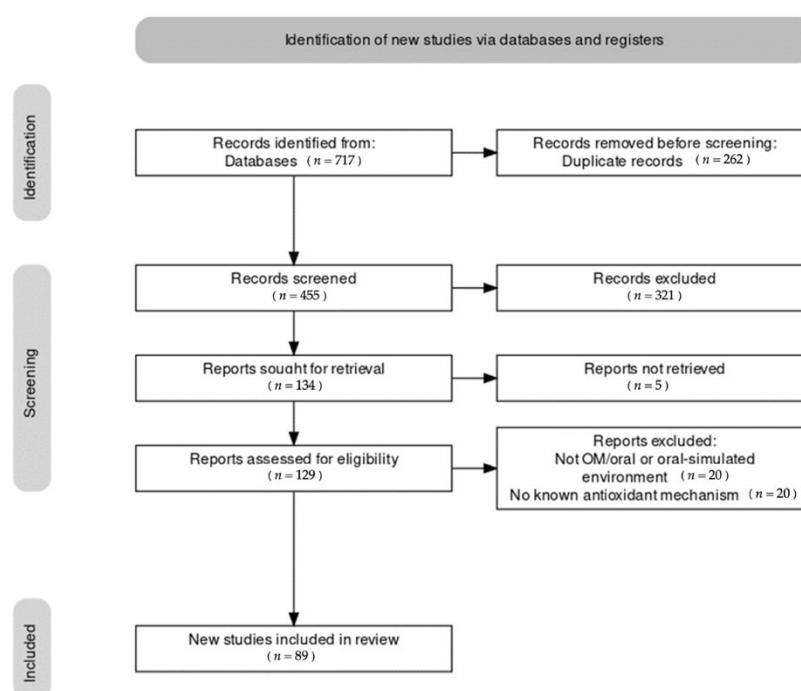 Identification of new studies via databases and registers
Identification
Records identified from:
Databases (n = 717)
Records removed before screening:
Duplicate records (n = 262)
Screening
Records screened
(n = 455)
Records excluded
(n = 321)
Reports sought for retrieval
(n = 134)
Reports not retrieved
(n = 5)
Reports assessed for eligibility
(n = 129)
Reports excluded:
Not OM/oral or oral-simulated
environment (n = 20)
No known antioxidant mechanism (n = 20)
Included
New studies included in review
(n = 89)